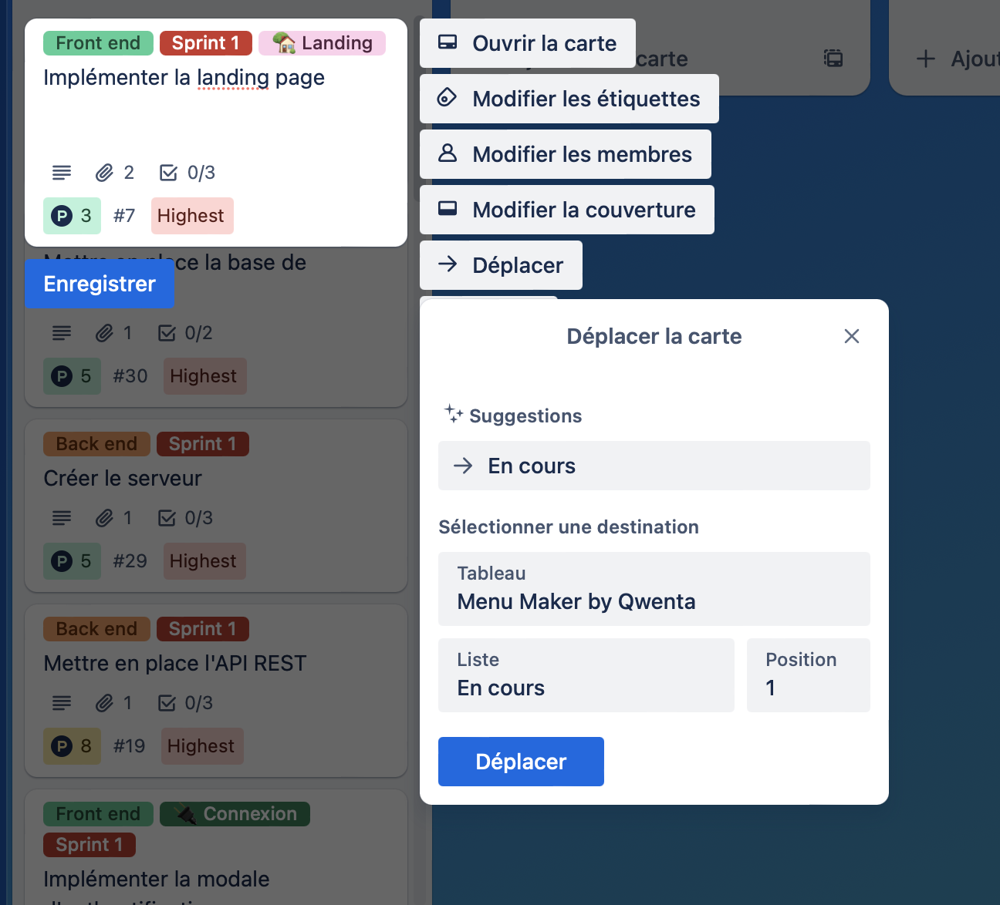 Front end Sprint 1 Landing
Implémenter la landing page
2 0/3
P 3 #7 Highest
Mettre en place la base de
Enregistrer
1 0/2
P 5 #30 Highest
Back end Sprint 1
Créer le serveur
1 0/3
P 5 #29 Highest
Back end Sprint 1
Mettre en place l'API REST
1 0/3
P 8 #19 Highest
Front end Connexion
Sprint 1
Implémenter la modale
Ouvrir la carte
carte
Ajout
Modifier les étiquettes
Modifier les membres
Modifier la couverture
Déplacer
Déplacer la carte
Suggestions
En cours
Sélectionner une destination
Tableau
Menu Maker by Qwenta
Liste
En cours
Position
1
Déplacer